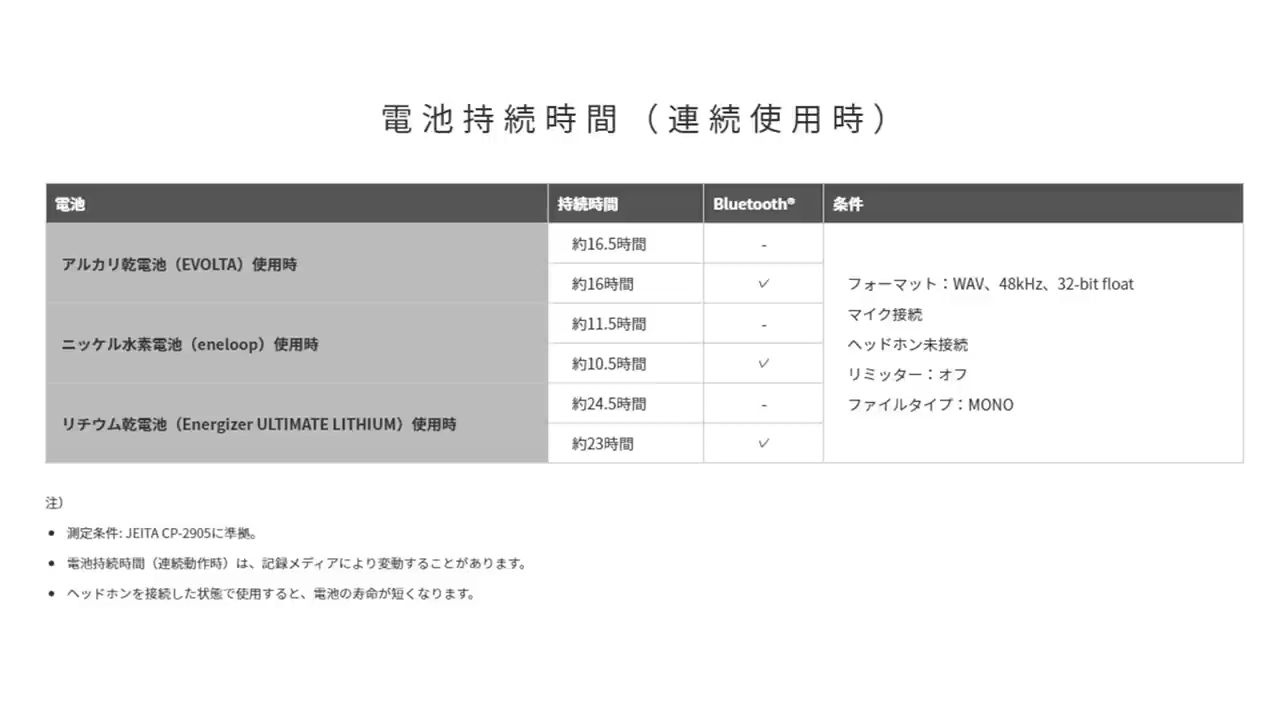 電池持続時間（連続使用時）
電池 持続時間 Bluetooth® 条件
アルカリ乾電池（EVOLTA）使用時
約16.5時間 -
約16時間 ✓
ニッケル水素電池（eneloop）使用時
約11.5時間 -
約10.5時間 ✓
リチウム乾電池（Energizer ULTIMATE LITHIUM）使用時
約24.5時間 -
約23時間 ✓
フォーマット：WAV、48kHz、32-bit float
マイク接続
ヘッドホン未接続
リミッター：オフ
ファイルタイプ：MONO
注）
• 測定条件: JEITA CP-2905に準拠。
• 電池持続時間（連続動作時）は、記録メディアにより変動することがあります。
• ヘッドホンを接続した状態で使用すると、電池の寿命が短くなります。